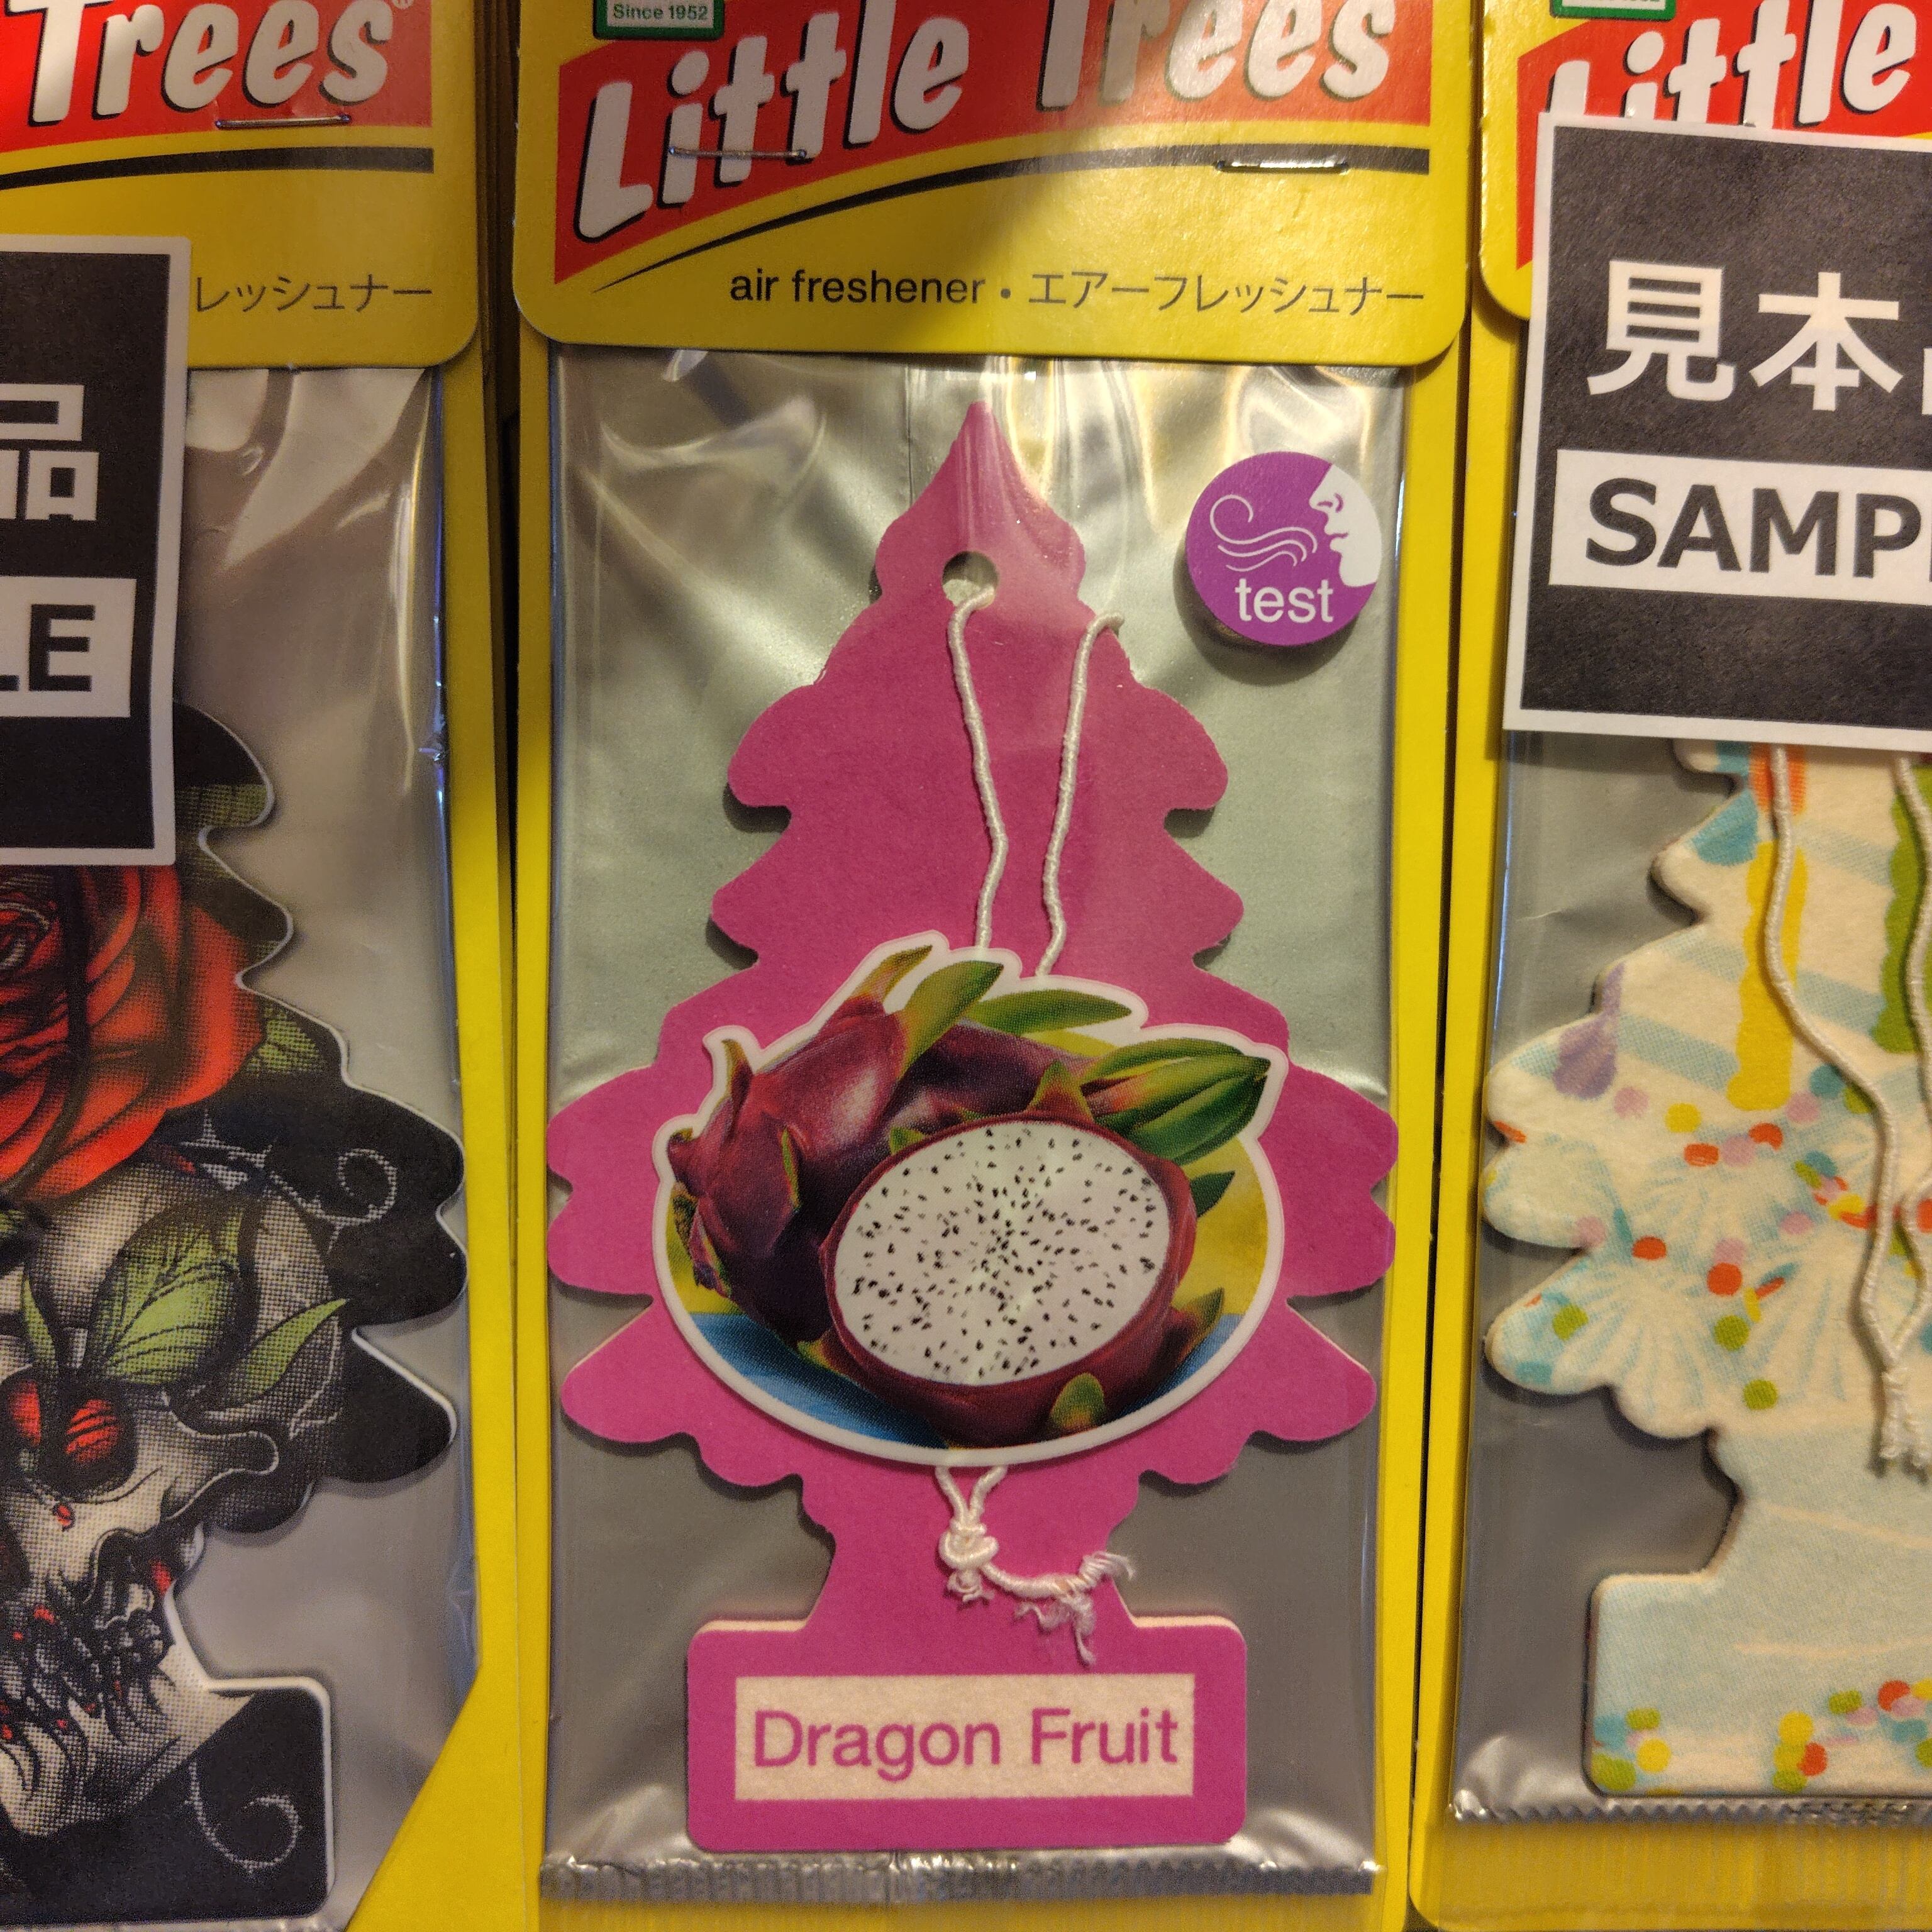 Trees
レッシュナー
品
LE
Since 1952
Little Trees
air freshener・エアーフレッシュナー
test
Dragon Fruit
Little
見本
SAMP